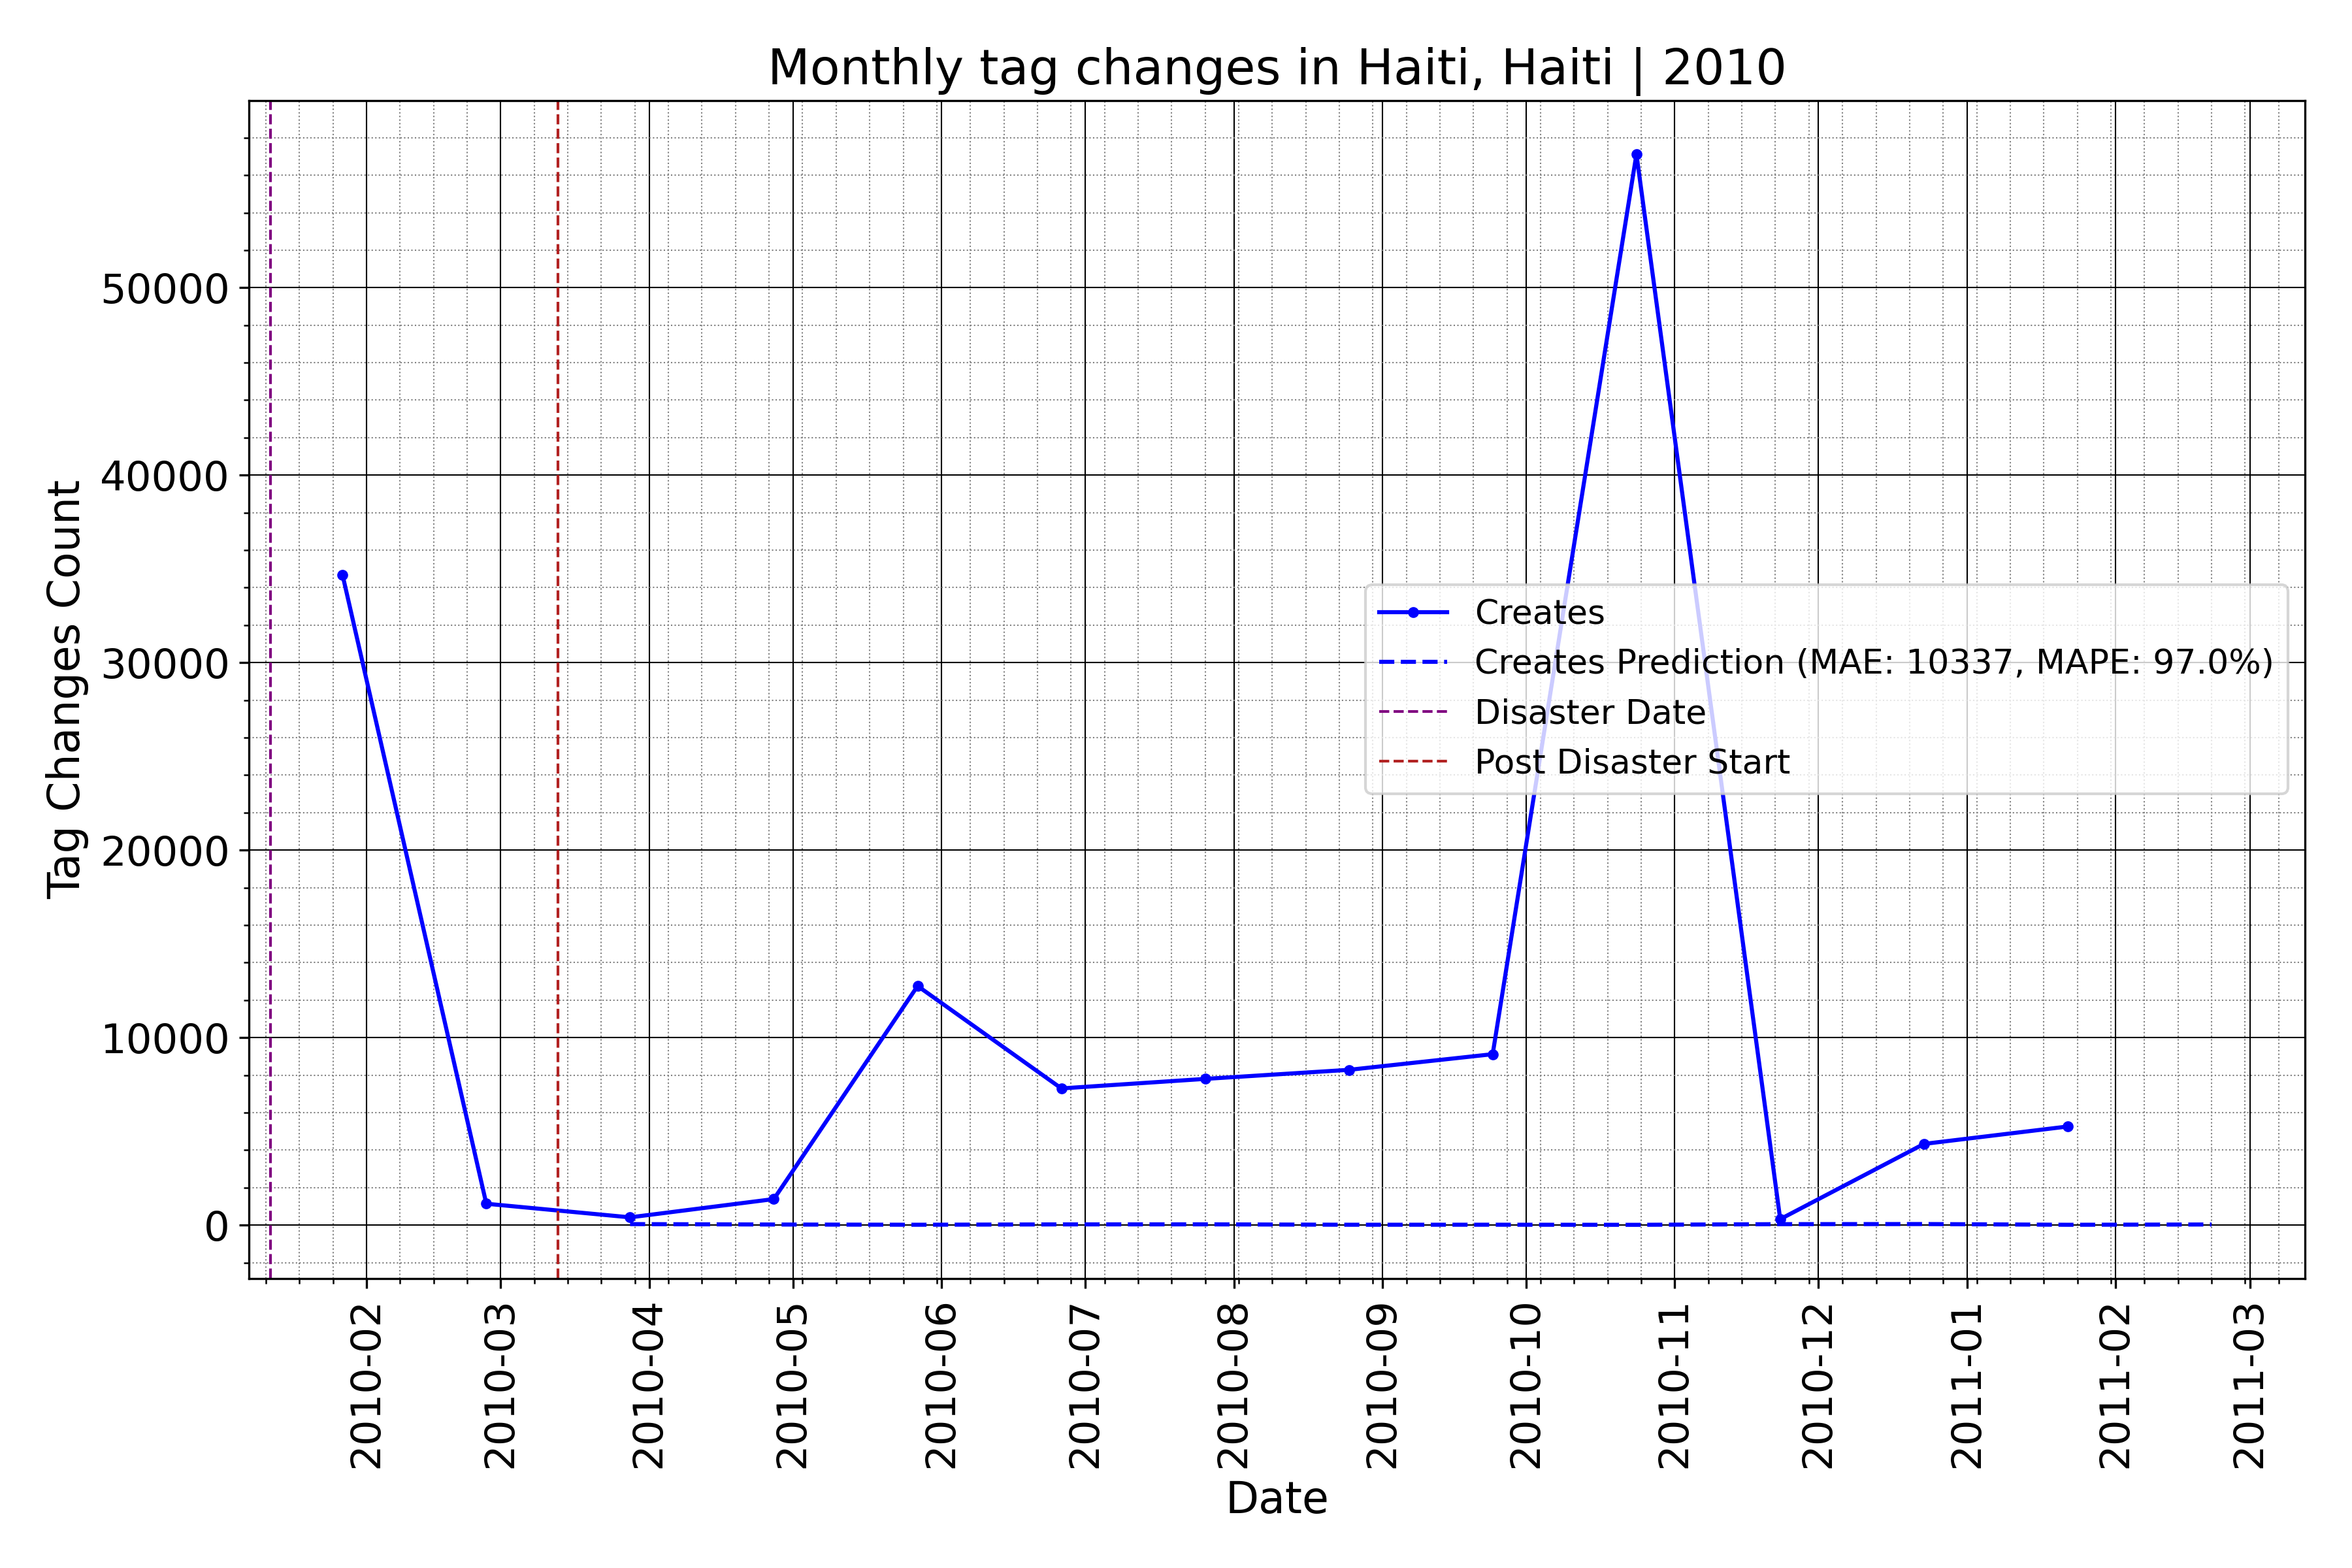 Monthly tag changes in Haiti, Haiti | 2010
Tag Changes Count
50000
40000
30000
20000
10000
0
Creates
Creates Prediction (MAE: 10337, MAPE: 97.0%)
Disaster Date
Post Disaster Start
2010-02
2010-03
2010-04
2010-05
2010-06
2010-07
2010-08
2010-09
2010-10
2010-11
2010-12
2011-01
2011-02
2011-03
Date